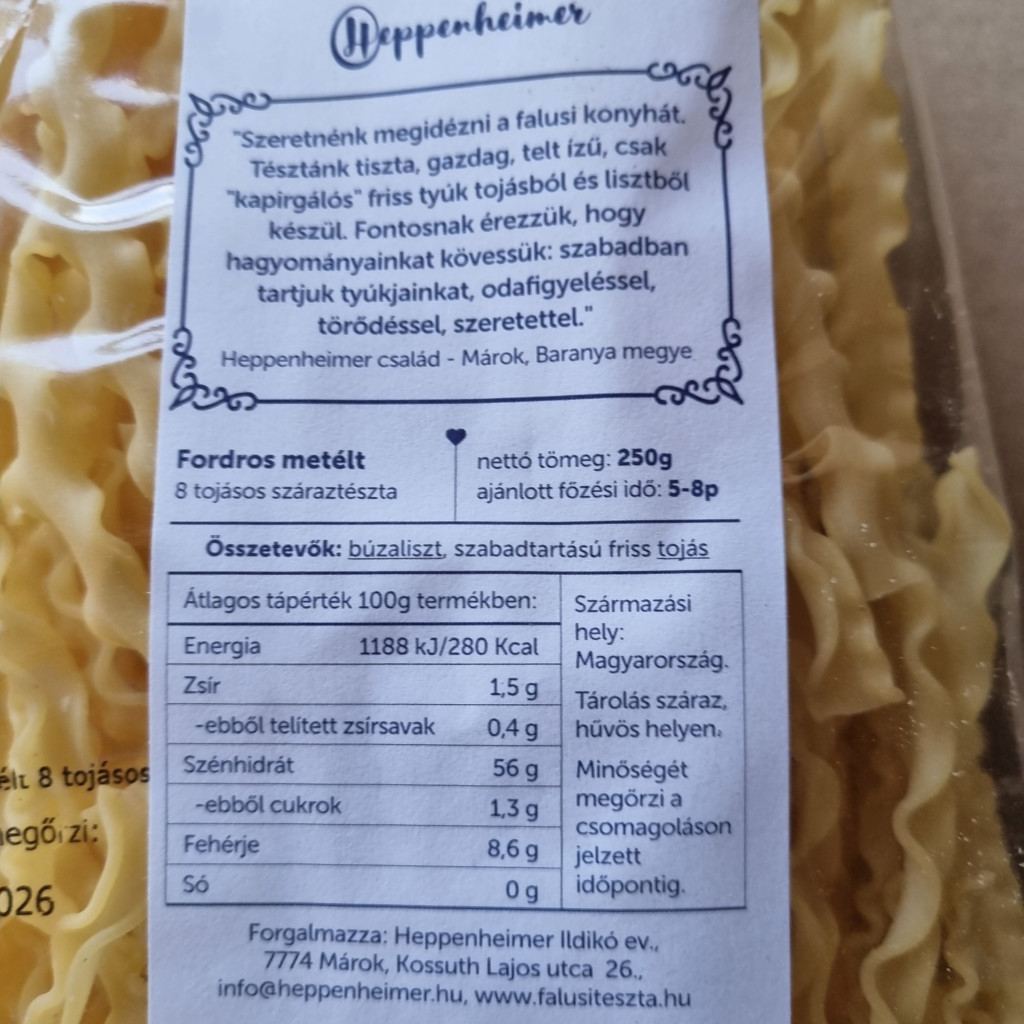 Heppenheimer
"Szeretnénk megidézni a falusi konyhát.
Tésztánk tiszta, gazdag, telt ízű, csak
"kapirgálós" friss tyúk tojásból és lisztből
készül. Fontosnak érezzük, hogy
hagyományainkat kövessük: szabadban
tartjuk tyúkjainkat, odafigyeléssel,
törődéssel, szeretettel."
Heppenheimer család - Márok, Baranya megye
Fordros metélt
8 tojásos száraztészta
nettó tömeg: 250g
ajánlott főzési idő: 5-8p
Összetevők: búzaliszt, szabadtartású friss tojás
Átlagos tápérték 100g termékben:
Energia 1188 kJ/280 Kcal
Zsír 1,5 g
-ebből telített zsírsavak 0,4 g
Szénhidrát 56 g
-ebből cukrok 1,3 g
Fehérje 8,6 g
Só 0 g
Származási
hely:
Magyarország.
Tárolás száraz,
hűvös helyen.
Minőségét
megőrzi a
csomagoláson
jelzett
időpontig.
8 tojásos
026
Forgalmazza: Heppenheimer Ildikó ev.,
7774 Márok, Kossuth Lajos utca 26.,
info@heppenheimer.hu, www.falusiteszta.hu